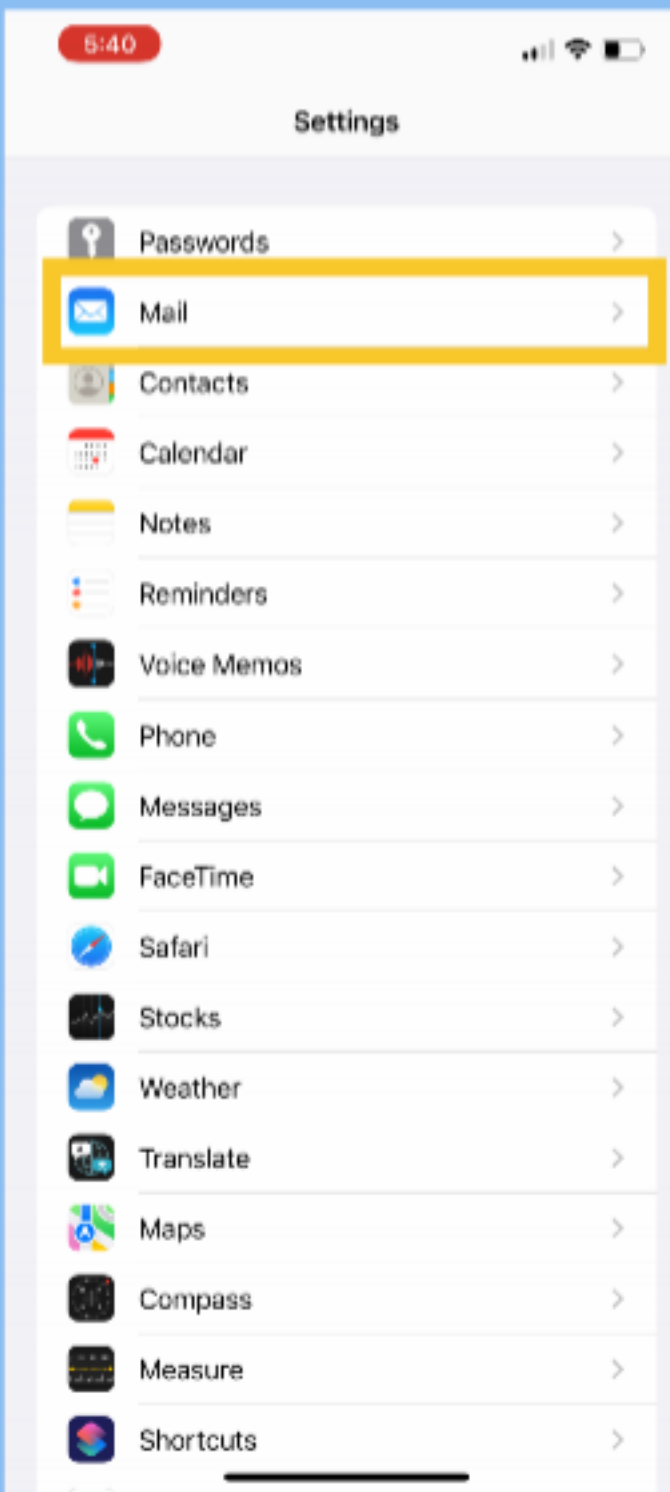 5:40
Settings
Passwords
Mail
Contacts
Calendar
Notes
Reminders
Voice Memos
Phone
Messages
FaceTime
Safari
Stocks
Weather
Translate
Maps
Compass
Measure
Shortcuts